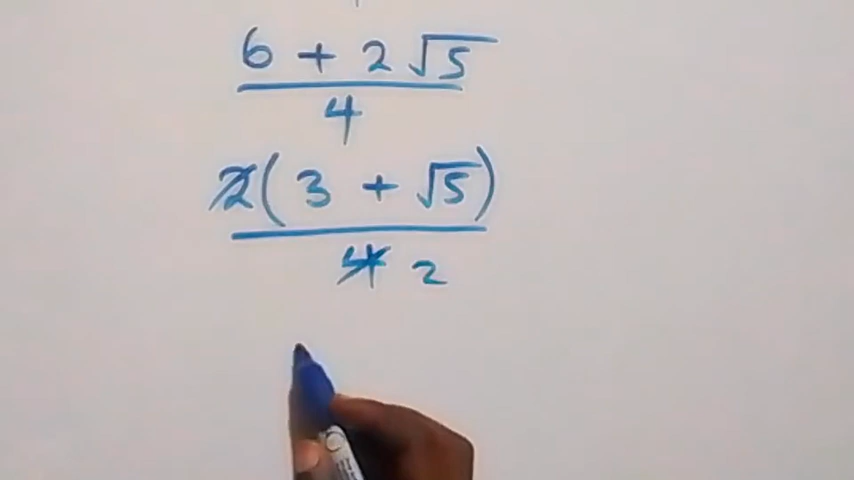 6 + 2√5
4
2(3 + √5)
4 2